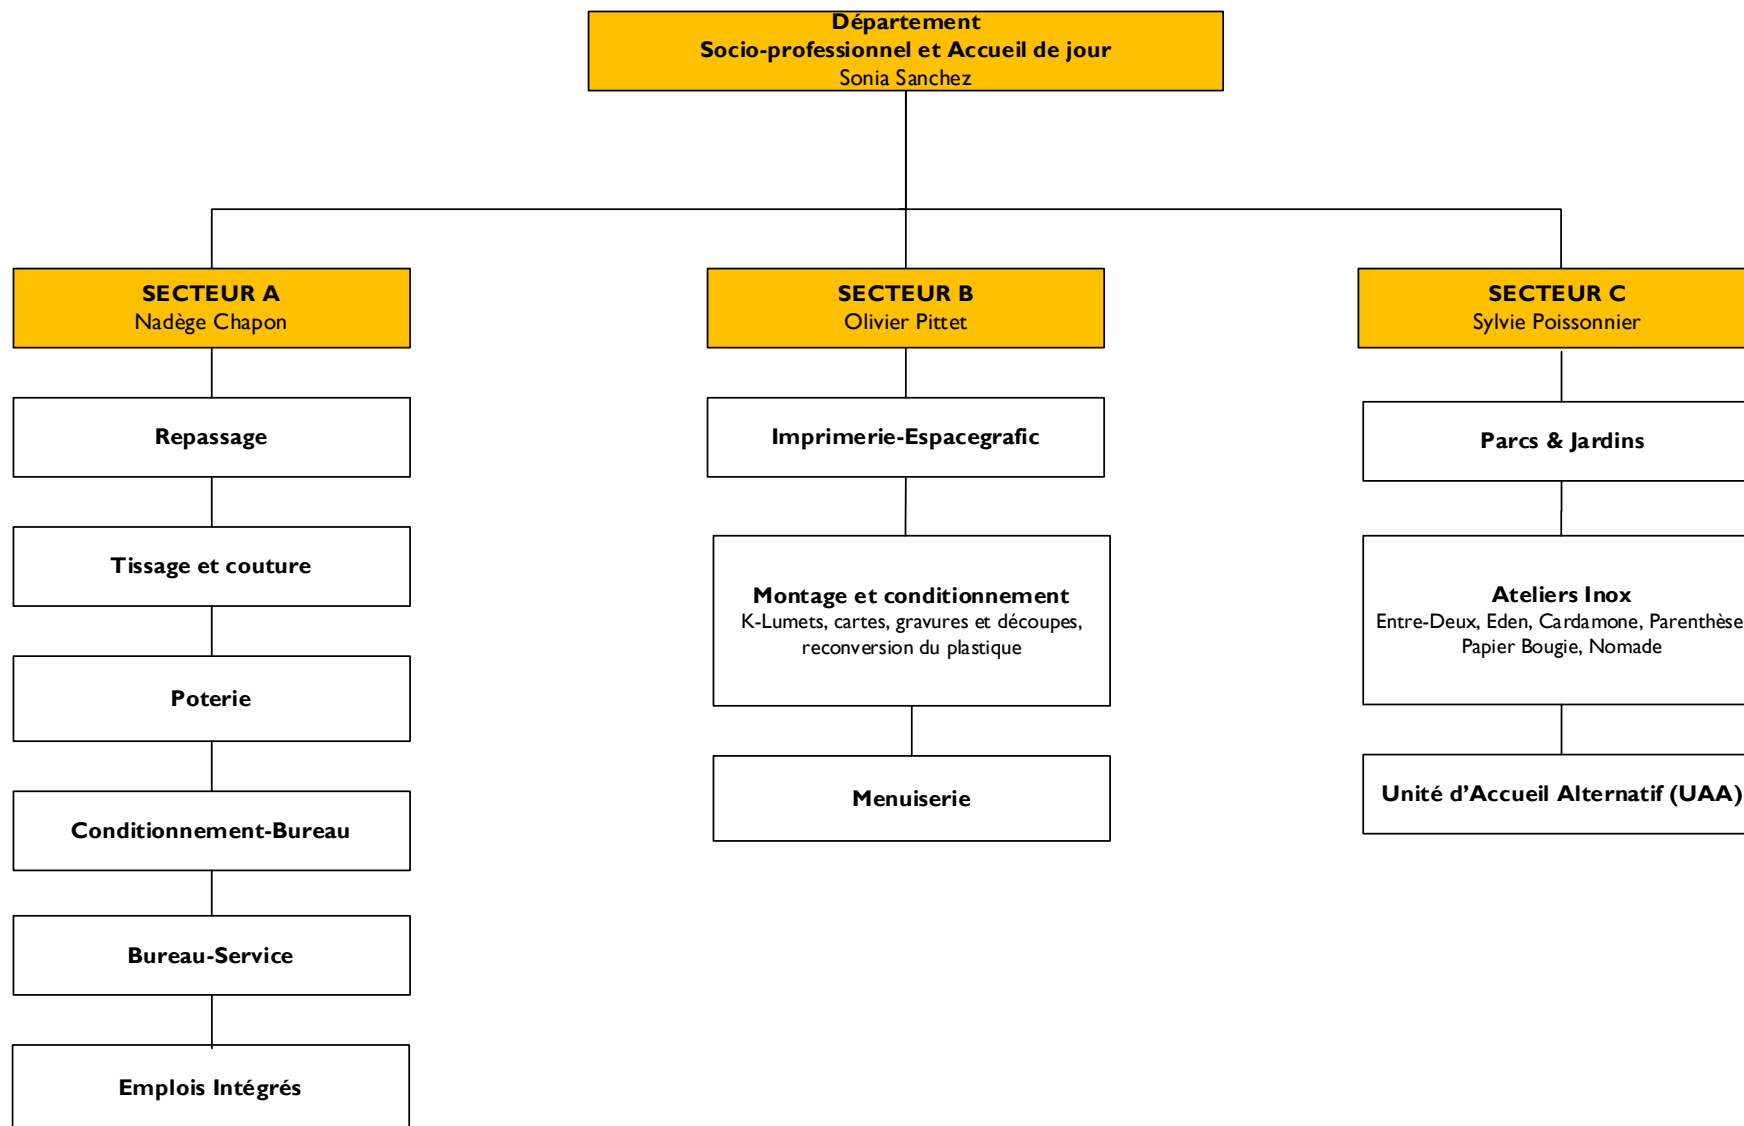 Département
Socio-professionnel et Accueil de jour
Sonia Sanchez
SECTEUR A
Nadège Chapon
Repassage
Tissage et couture
Poterie
Conditionnement-Bureau
Bureau-Service
Emplois Intégrés
SECTEUR B
Olivier Pittet
Imprimerie-Espacegrafic
Montage et conditionnement
K-Lumets, cartes, gravures et découpes,
reconversion du plastique
Menuiserie
SECTEUR C
Sylvie Poissonnier
Parcs & Jardins
Ateliers Inox
Entre-Deux, Eden, Cardamone, Parenthèse
Papier Bougie, Nomade
Unité d’Accueil Alternatif (UAA)